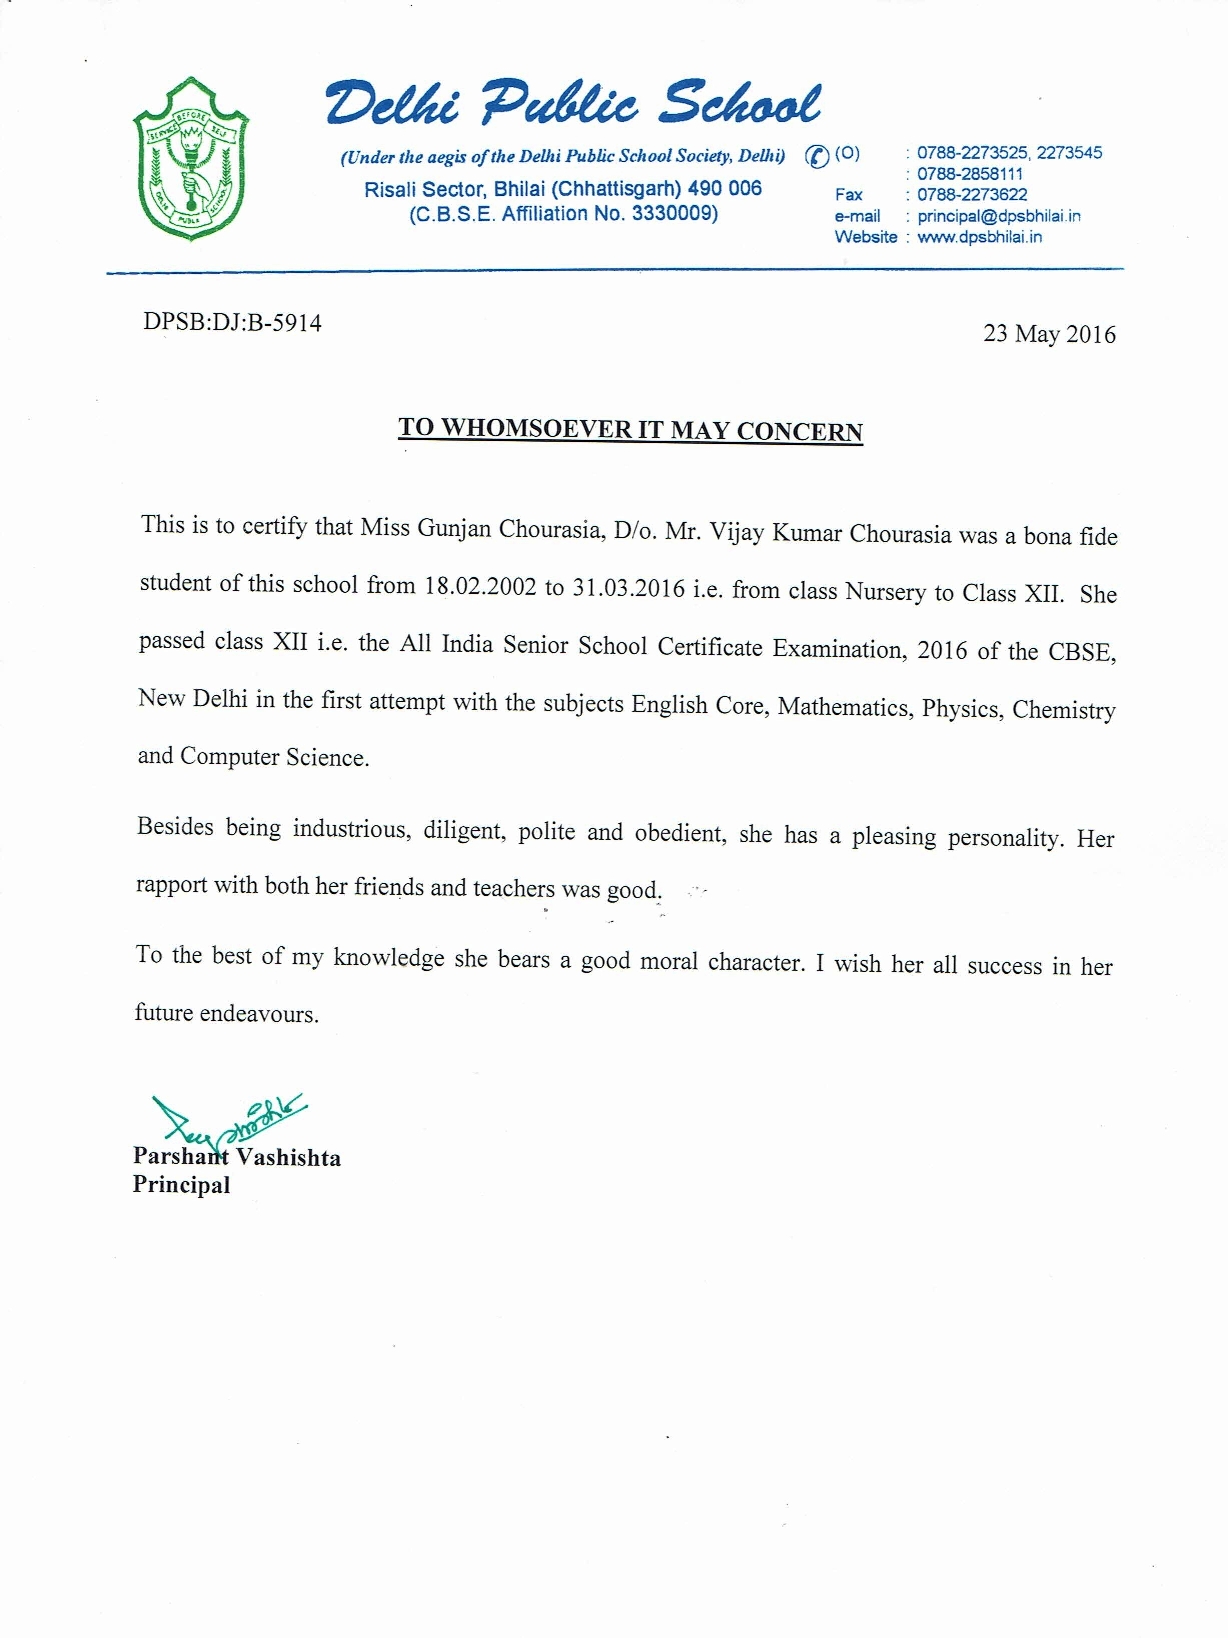 SERVICE BEFORE SELF
DELHI PUBLIC SCHOOL
Delhi Public School
(Under the aegis of the Delhi Public School Society, Delhi)
Risali Sector, Bhilai (Chhattisgarh) 490 006
(C.B.S.E. Affiliation No. 3330009)
(O) : 0788-2273525, 2273545
: 0788-2858111
Fax : 0788-2273622
e-mail : principal@dpsbhilai.in
Website : www.dpsbhilai.in
DPSB:DJ:B-5914
23 May 2016
TO WHOMSOEVER IT MAY CONCERN
This is to certify that Miss Gunjan Chourasia, D/o. Mr. Vijay Kumar Chourasia was a bona fide
student of this school from 18.02.2002 to 31.03.2016 i.e. from class Nursery to Class XII. She
passed class XII i.e. the All India Senior School Certificate Examination, 2016 of the CBSE,
New Delhi in the first attempt with the subjects English Core, Mathematics, Physics, Chemistry
and Computer Science.
Besides being industrious, diligent, polite and obedient, she has a pleasing personality. Her
rapport with both her friends and teachers was good.
To the best of my knowledge she bears a good moral character. I wish her all success in her
future endeavours.
Parshant Vashishta
Principal